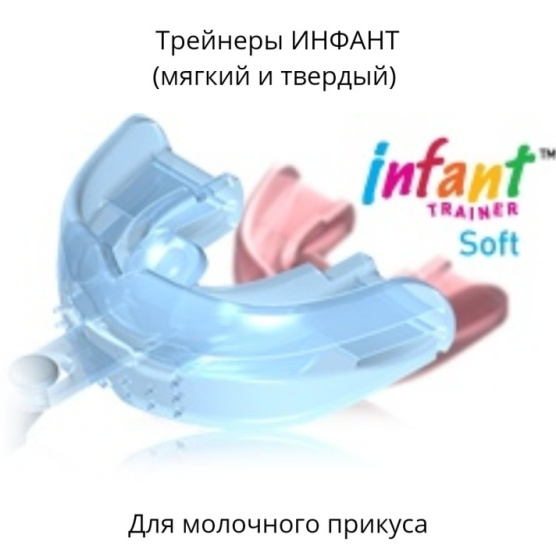 Трейнеры ИНФАНТ
(мягкий и твердый)
infant™
TRAINER
Soft
Для молочного прикуса